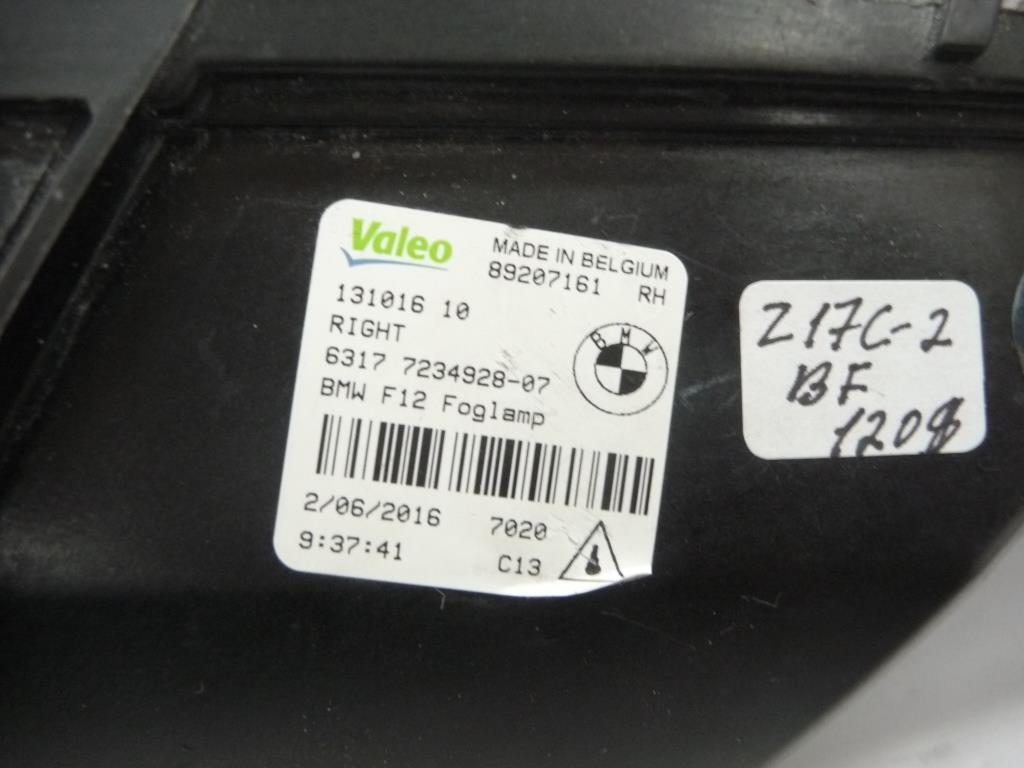 Valeo
MADE IN BELGIUM
89207161 RH
131016 10
RIGHT
6317 7234928-07
BMW F12 Foglamp
BMW
2/06/2016 7020
9:37:41 C13
Z17C-2
BF
120$